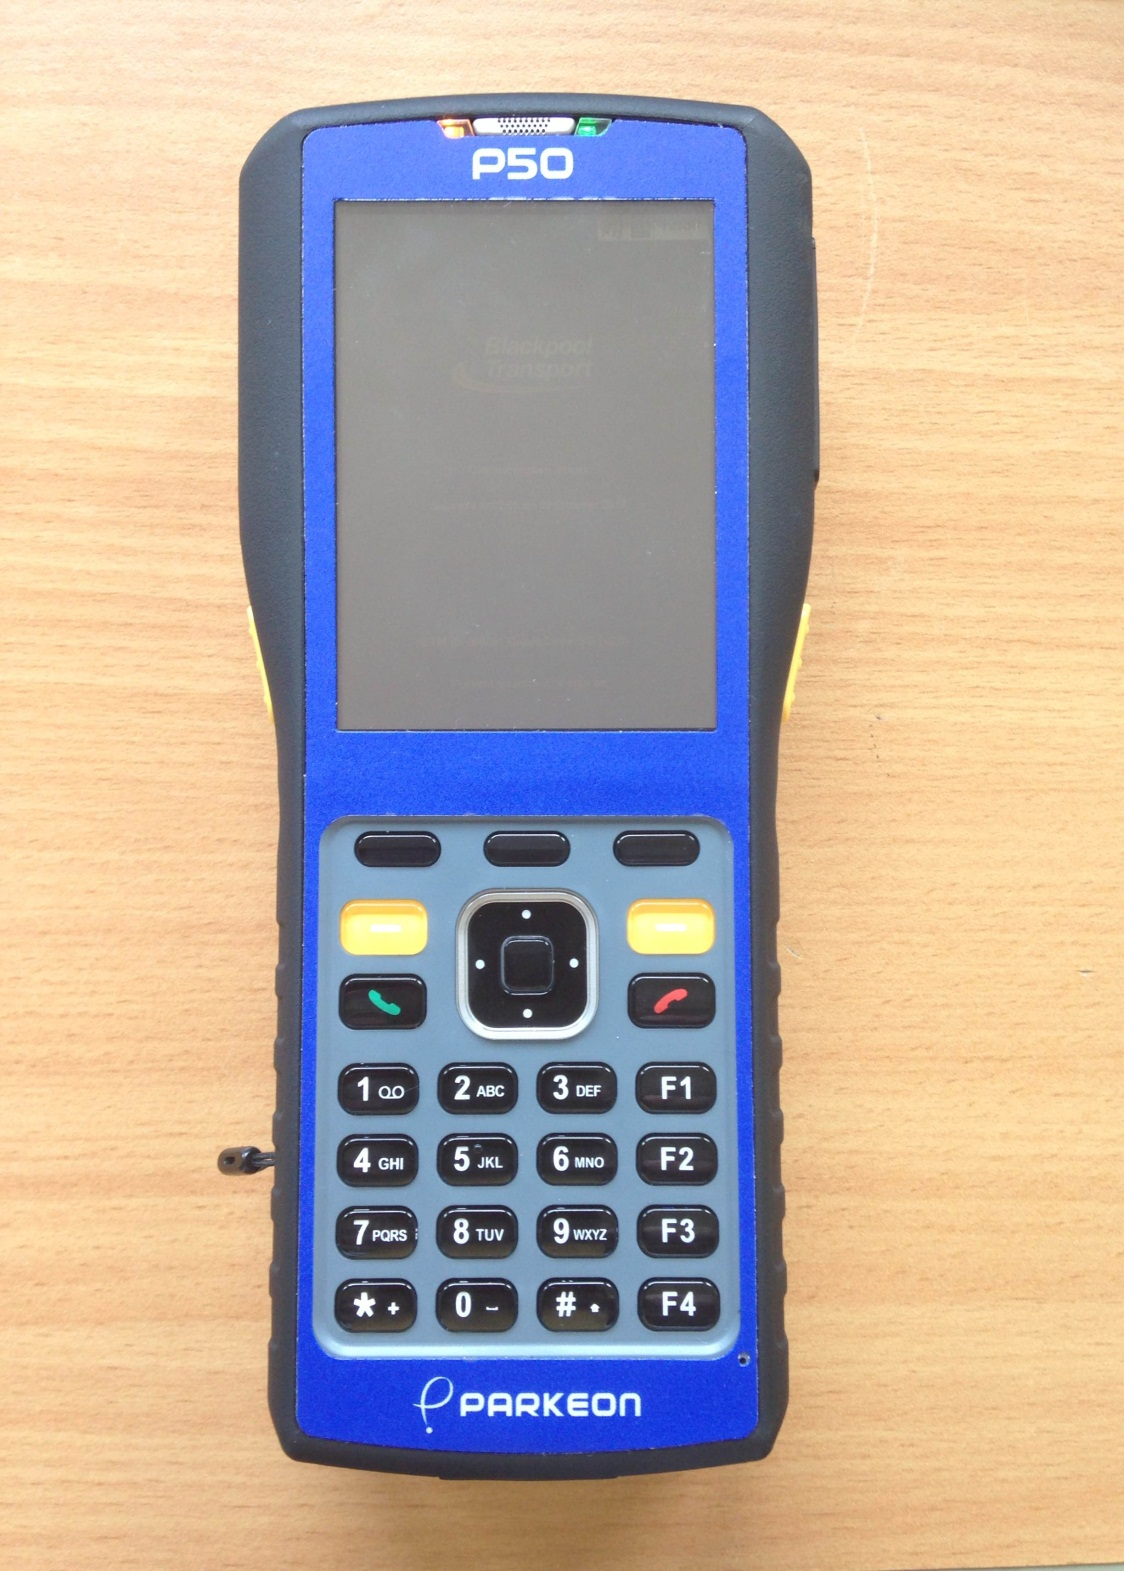 P50
Blackpool
Transport
1
2 ABC
3 DEF
F1
4 GHI
5 JKL
6 MNO
F2
7 PQRS
8 TUV
9 WXYZ
F3
* +
0
#
F4
PARKEON